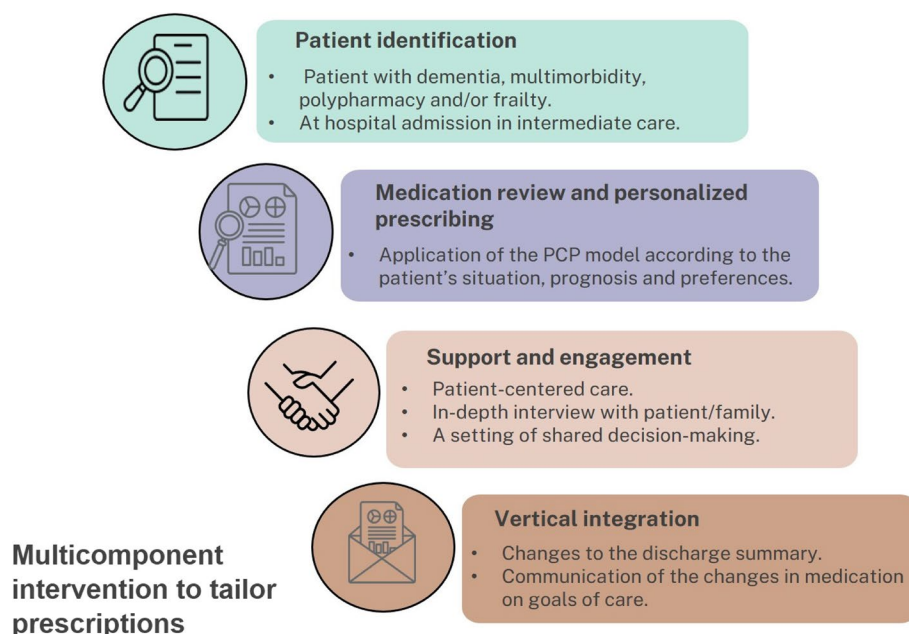 Patient identification
• Patient with dementia, multimorbidity,
polypharmacy and/or frailty.
• At hospital admission in intermediate care.
Medication review and personalized
prescribing
• Application of the PCP model according to the
patient's situation, prognosis and preferences.
Support and engagement
• Patient-centered care.
• In-depth interview with patient/family.
• A setting of shared decision-making.
Vertical integration
• Changes to the discharge summary.
• Communication of the changes in medication
on goals of care.
Multicomponent
intervention to tailor
prescriptions